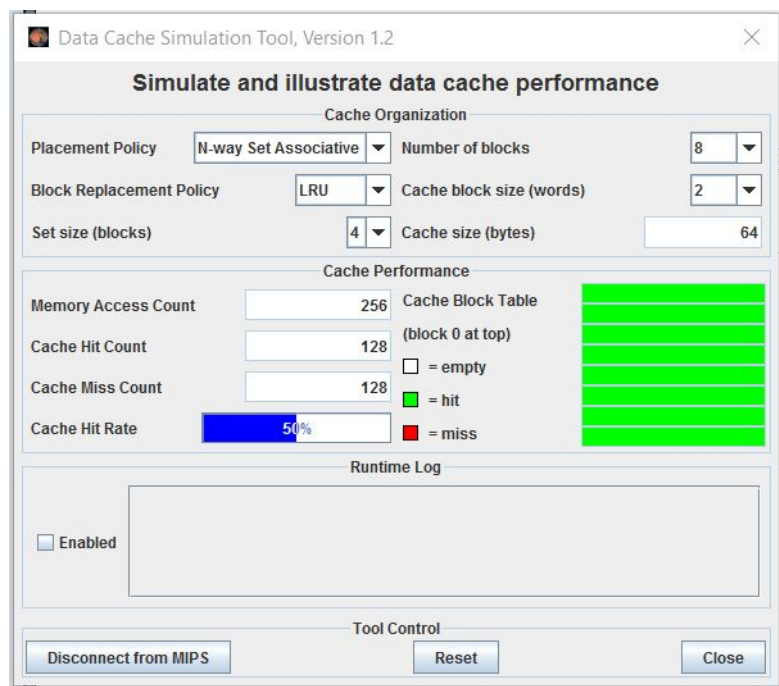 Data Cache Simulation Tool, Version 1.2
Simulate and illustrate data cache performance
Cache Organization
Placement Policy N-way Set Associative Number of blocks 8
Block Replacement Policy LRU Cache block size (words) 2
Set size (blocks) 4 Cache size (bytes) 64
Cache Performance
Memory Access Count 256 Cache Block Table
(block 0 at top)
Cache Hit Count 128
= empty
Cache Miss Count 128
= hit
Cache Hit Rate 50%
= miss
Runtime Log
Enabled
Tool Control
Disconnect from MIPS Reset Close